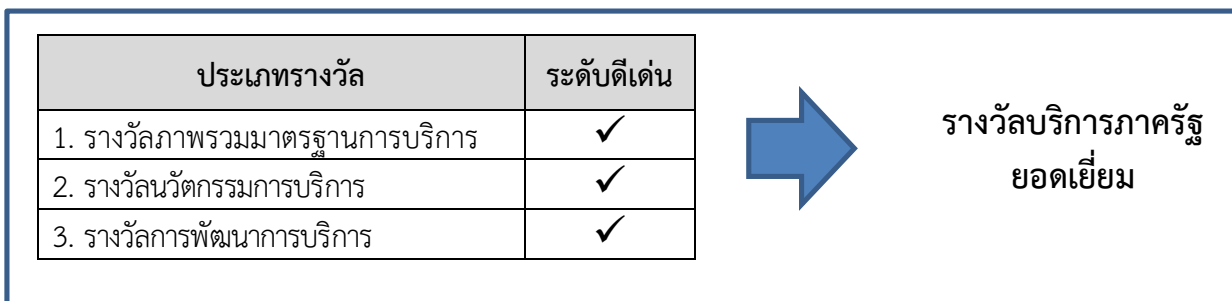 ประเภทรางวัล ระดับดีเด่น
1. รางวัลภาพรวมมาตรฐานการบริการ ✓
2. รางวัลนวัตกรรมการบริการ ✓
3. รางวัลการพัฒนาการบริการ ✓
รางวัลบริการภาครัฐ
ยอดเยี่ยม